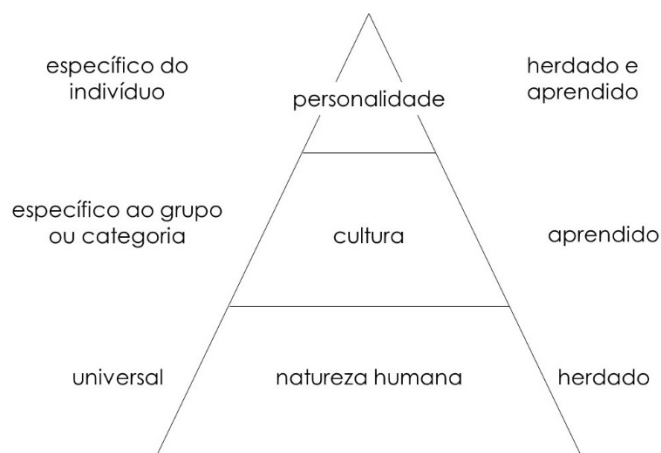 específico do
indivíduo
personalidade
herdado e
aprendido
específico ao grupo
ou categoria
cultura
aprendido
universal
natureza humana
herdado